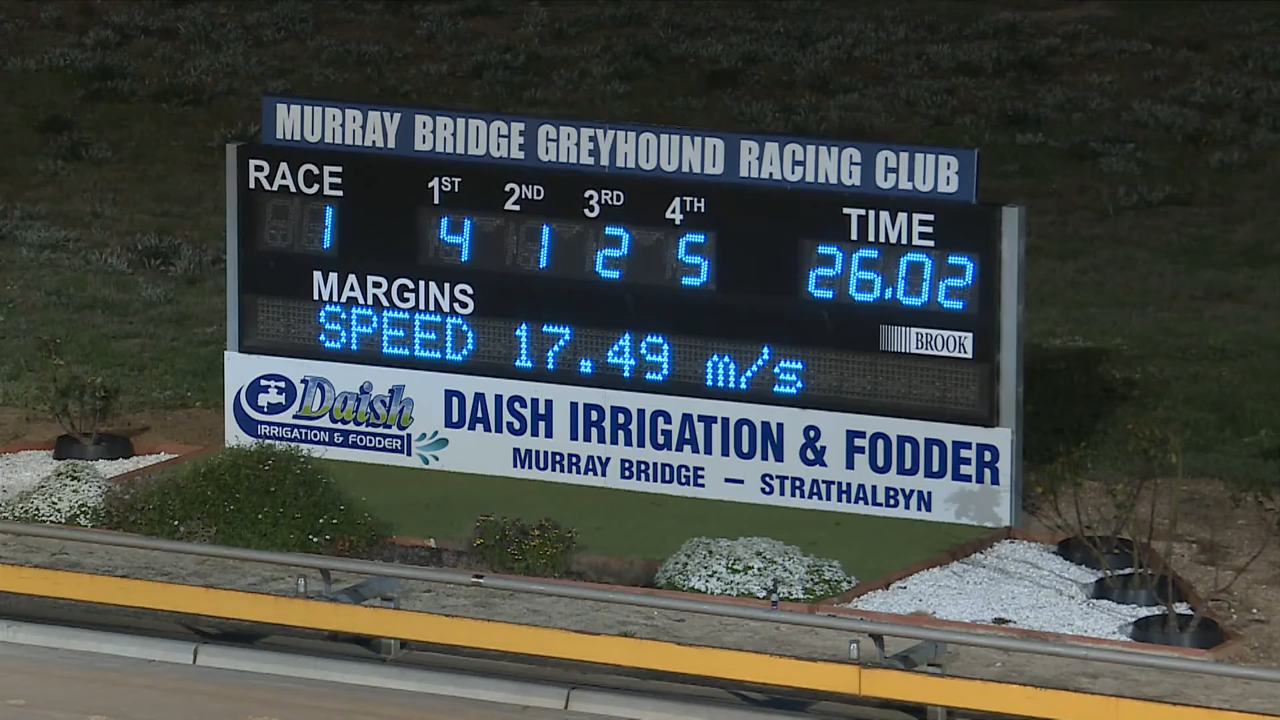 MURRAY BRIDGE GREYHOUND RACING CLUB
RACE 1ST 2ND 3RD 4TH TIME
1 4 1 2 5 26.02
MARGINS
SPEED 17.49 m/s
BROOK
Daish
IRRIGATION & FODDER
DAISH IRRIGATION & FODDER
MURRAY BRIDGE – STRATHALBYN